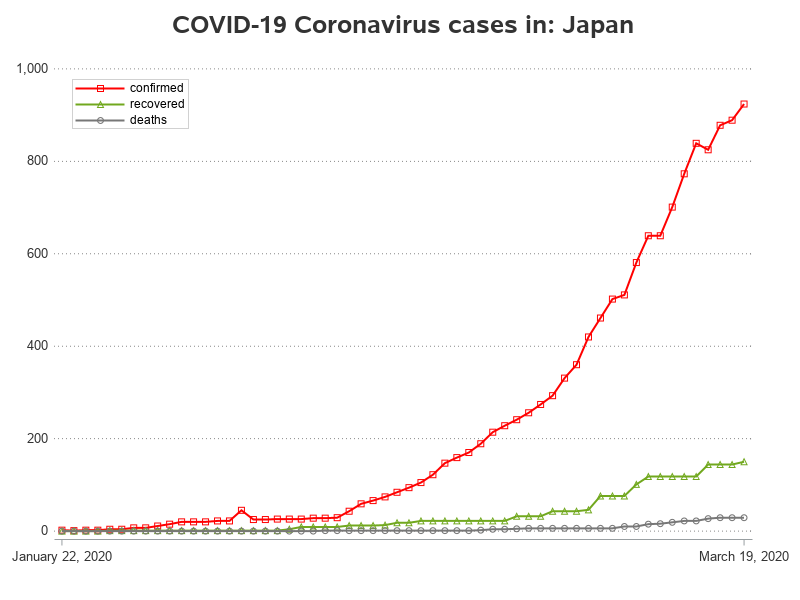 COVID-19 Coronavirus cases in: Japan
1,000
confirmed
recovered
deaths
800
600
400
200
0
January 22, 2020
March 19, 2020